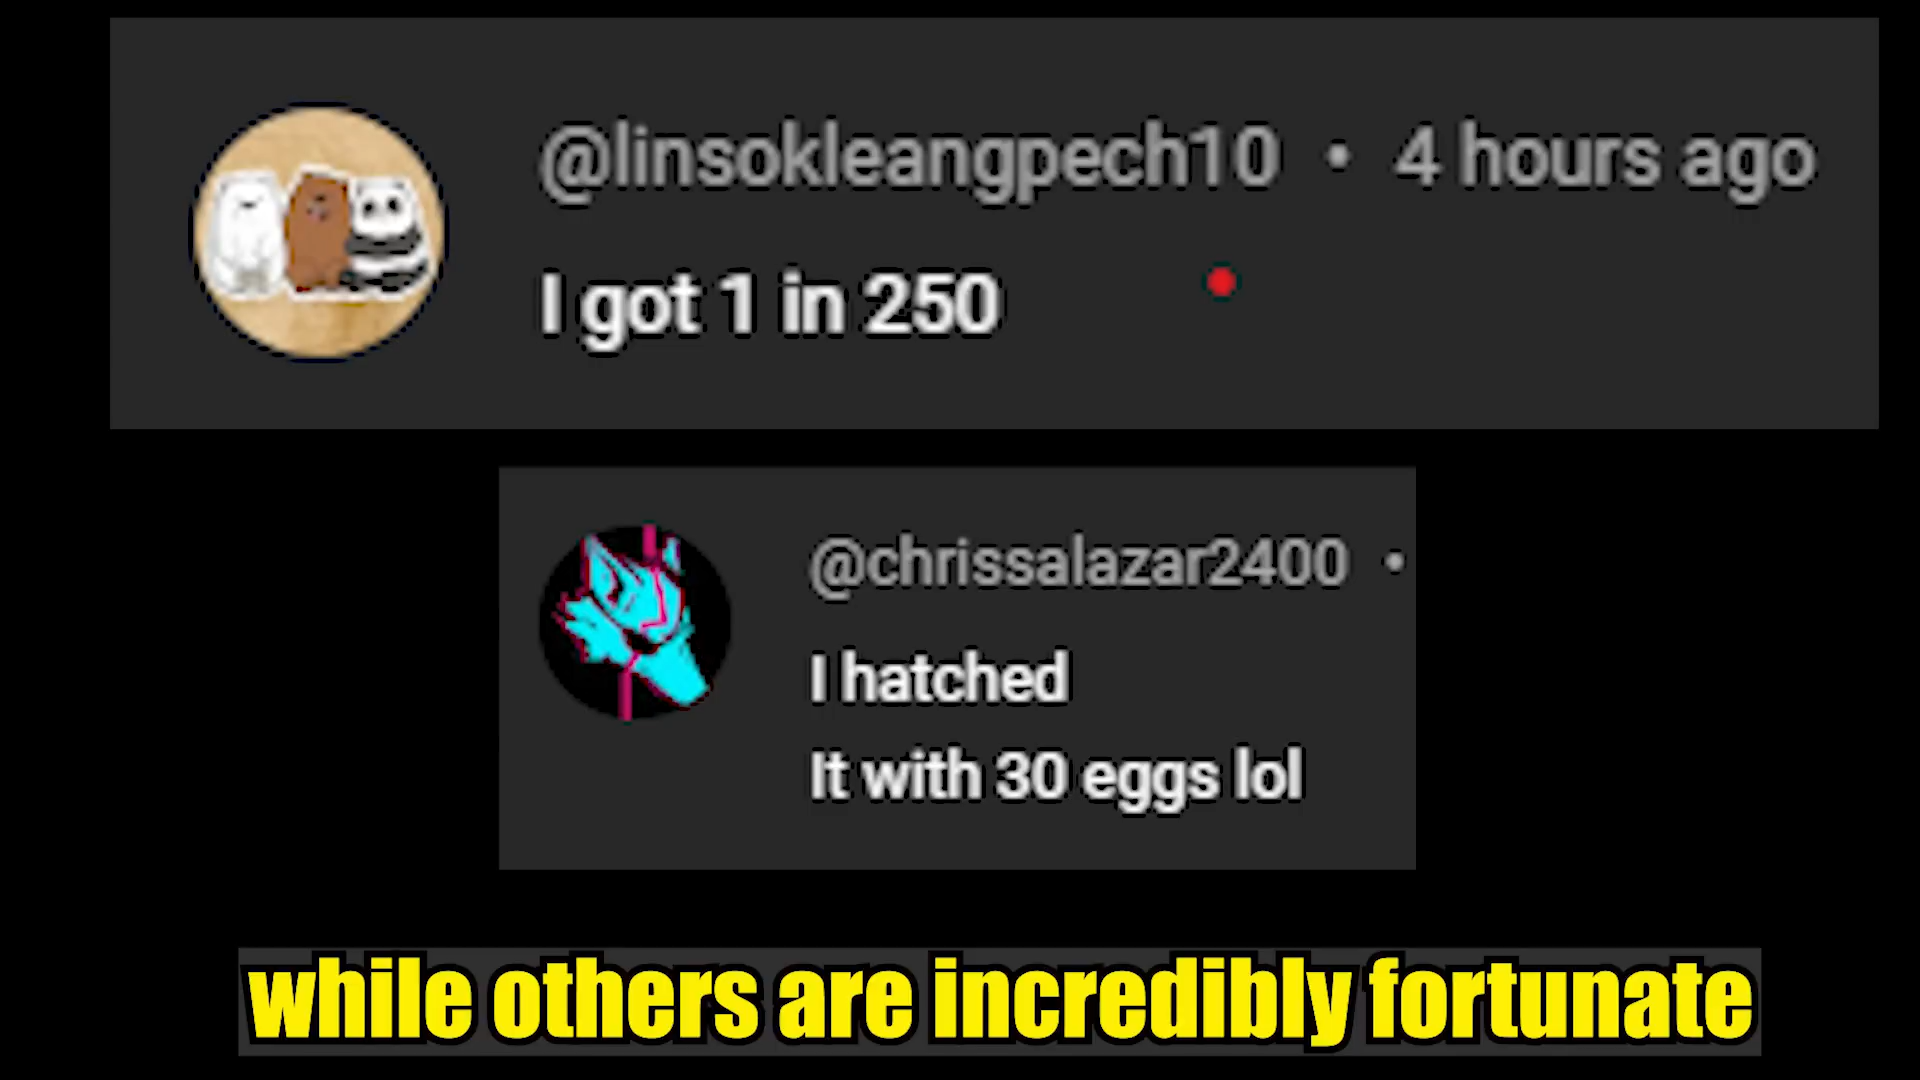 @linsokleangpech10 • 4 hours ago
I got 1 in 250
@chrissalazar2400 •
I hatched
It with 30 eggs lol
while others are incredibly fortunate